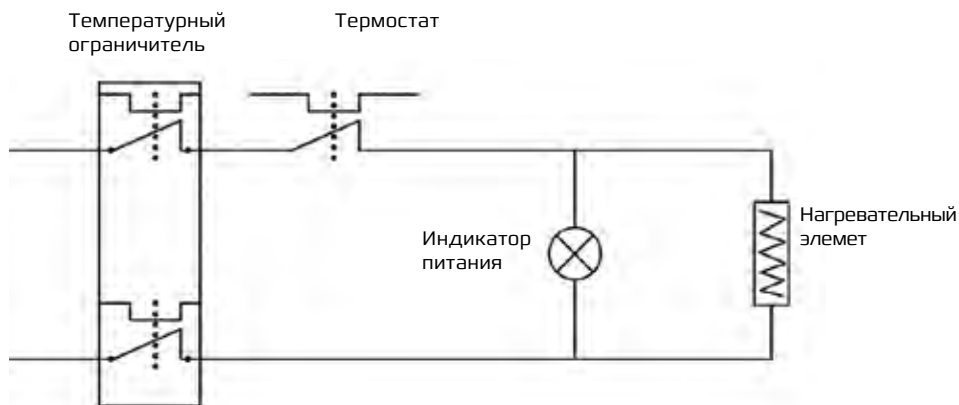 Температурный
ограничитель
Термостат
Индикатор
питания
Нагревательный
элемет